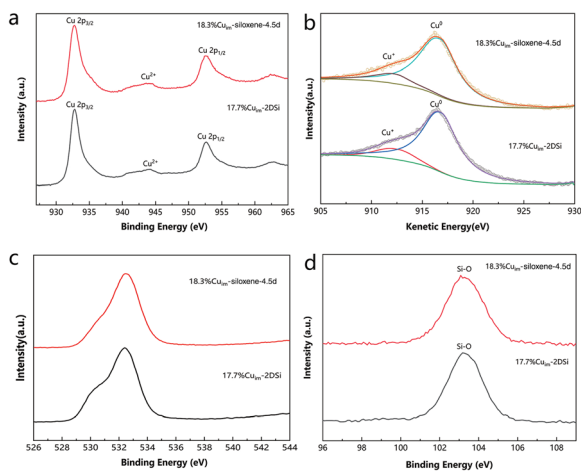 a
Cu 2p3/2
18.3%CuIm-siloxene-4.5d
Cu 2p1/2
Cu2+
Cu 2p3/2
17.7%CuIm-2DSi
Cu 2p1/2
Cu2+
Intensity (a.u.)
930 935 940 945 950 955 960 965
Binding Energy (eV)
b
Cu0
18.3%CuIm-siloxene-4.5d
Cu+
Cu0
17.7%CuIm-2DSi
Cu+
Intensity (a.u.)
905 910 915 920 925 930
Kenetic Energy(eV)
c
18.3%CuIm-siloxene-4.5d
17.7%CuIm-2DSi
Intensity(a.u.)
526 528 530 532 534 536 538 540 542 544
Binding Energy (eV)
d
18.3%CuIm-siloxene-4.5d
Si-O
17.7%CuIm-2DSi
Si-O
Intensity(a.u.)
96 98 100 102 104 106 108
Binding Energy (eV)